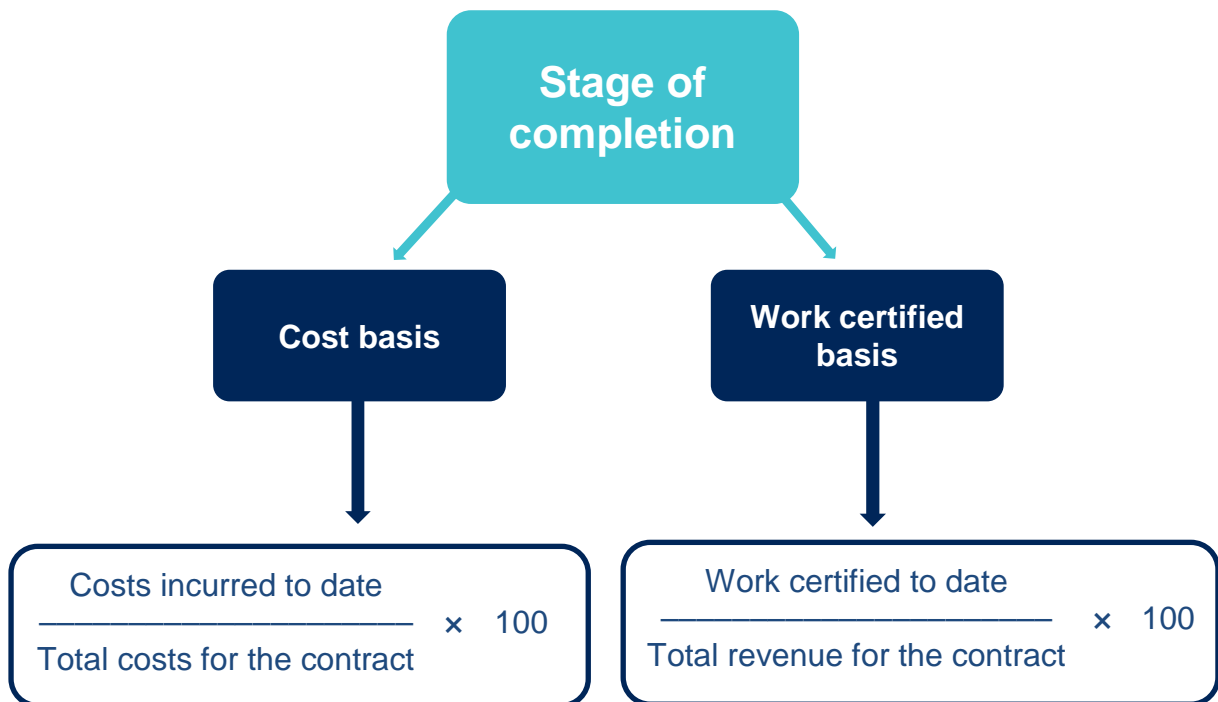 Stage of
completion
Cost basis
Work certified
basis
Costs incurred to date
× 100
Total costs for the contract
Work certified to date
× 100
Total revenue for the contract